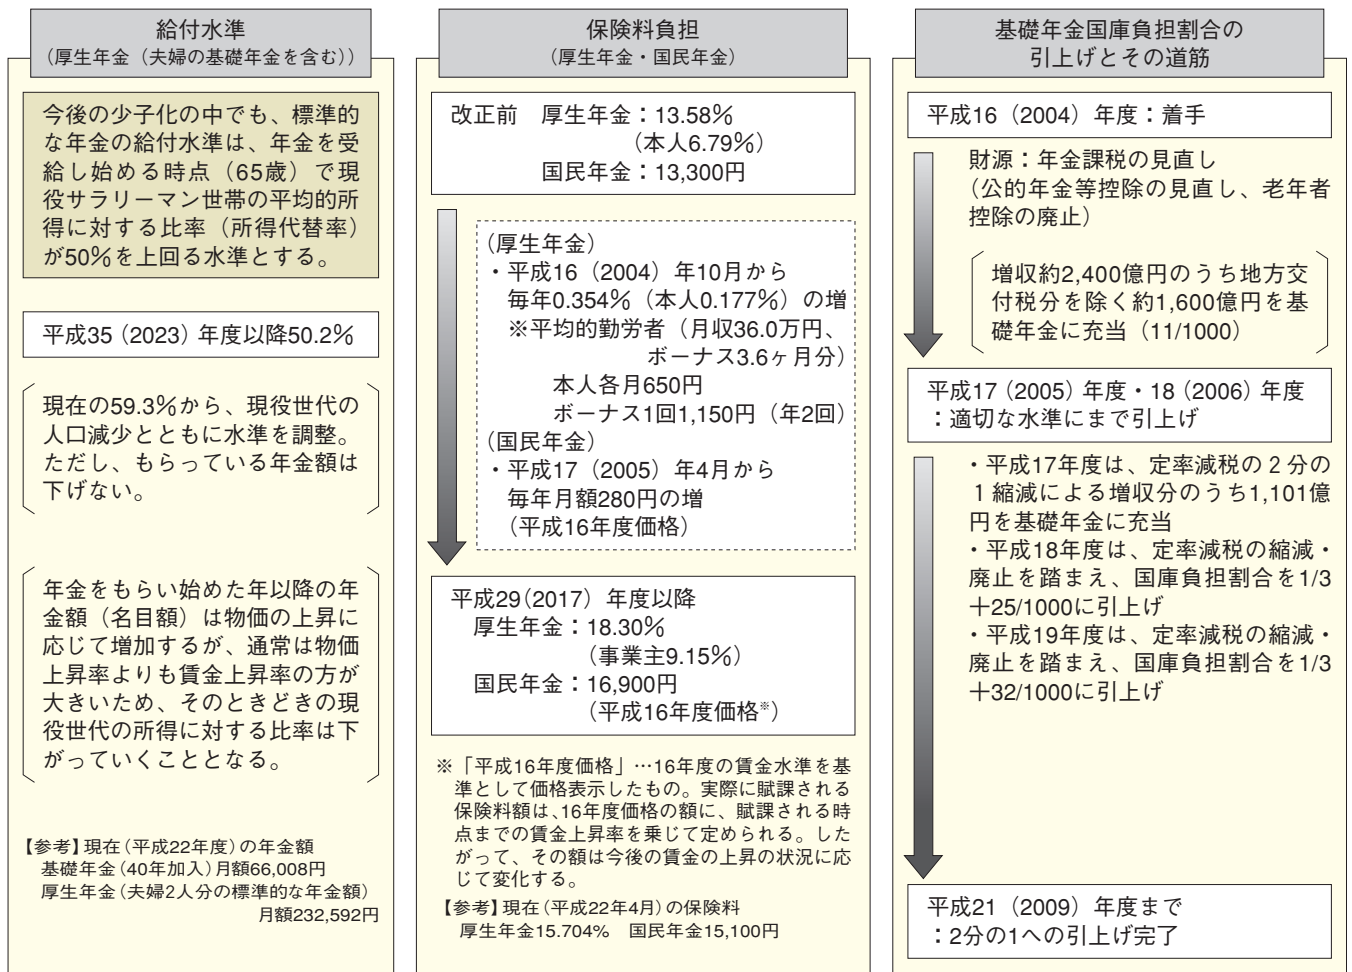 給付水準
（厚生年金（夫婦の基礎年金を含む））
今後の少子化の中でも、標準的
な年金の給付水準は、年金を受
給し始める時点（65歳）で現
役サラリーマン世帯の平均的所
得に対する比率（所得代替率）
が50％を上回る水準とする。
平成35（2023）年度以降50.2％
現在の59.3％から、現役世代の
人口減少とともに水準を調整。
ただし、もらっている年金額は
下げない。
年金をもらい始めた年以降の年
金額（名目額）は物価の上昇に
応じて増加するが、通常は物価
上昇率よりも賃金上昇率の方が
大きいため、そのときどきの現
役世代の所得に対する比率は下
がっていくこととなる。
【参考】現在（平成22年度）の年金額
基礎年金（40年加入）月額66,008円
厚生年金（夫婦2人分の標準的な年金額）
月額232,592円
保険料負担
（厚生年金・国民年金）
改正前　厚生年金：13.58％
（本人6.79％）
国民年金：13,300円
（厚生年金）
・平成16（2004）年10月から
毎年0.354％（本人0.177％）の増
※平均的勤労者（月収36.0万円、
ボーナス3.6ヶ月分）
本人各月650円
ボーナス1回1,150円（年2回）
（国民年金）
・平成17（2005）年4月から
毎年月額280円の増
（平成16年度価格）
平成29（2017）年度以降
厚生年金：18.30％
（事業主9.15％）
国民年金：16,900円
（平成16年度価格※）
※「平成16年度価格」…16年度の賃金水準を基
準として価格表示したもの。実際に賦課される
保険料額は、16年度価格の額に、賦課される時
点までの賃金上昇率を乗じて定められる。した
がって、その額は今後の賃金の上昇の状況に応
じて変化する。
【参考】現在（平成22年4月）の保険料
厚生年金15.704％　国民年金15,100円
基礎年金国庫負担割合の
引上げとその道筋
平成16（2004）年度：着手
財源：年金課税の見直し
（公的年金等控除の見直し、老年者
控除の廃止）
増収約2,400億円のうち地方交
付税分を除く約1,600億円を基
礎年金に充当（11/1000）
平成17（2005）年度・18（2006）年度
：適切な水準にまで引上げ
・平成17年度は、定率減税の２分の
１縮減による増収分のうち1,101億
円を基礎年金に充当
・平成18年度は、定率減税の縮減・
廃止を踏まえ、国庫負担割合を1/3
＋25/1000に引上げ
・平成19年度は、定率減税の縮減・
廃止を踏まえ、国庫負担割合を1/3
＋32/1000に引上げ
平成21（2009）年度まで
：2分の1への引上げ完了